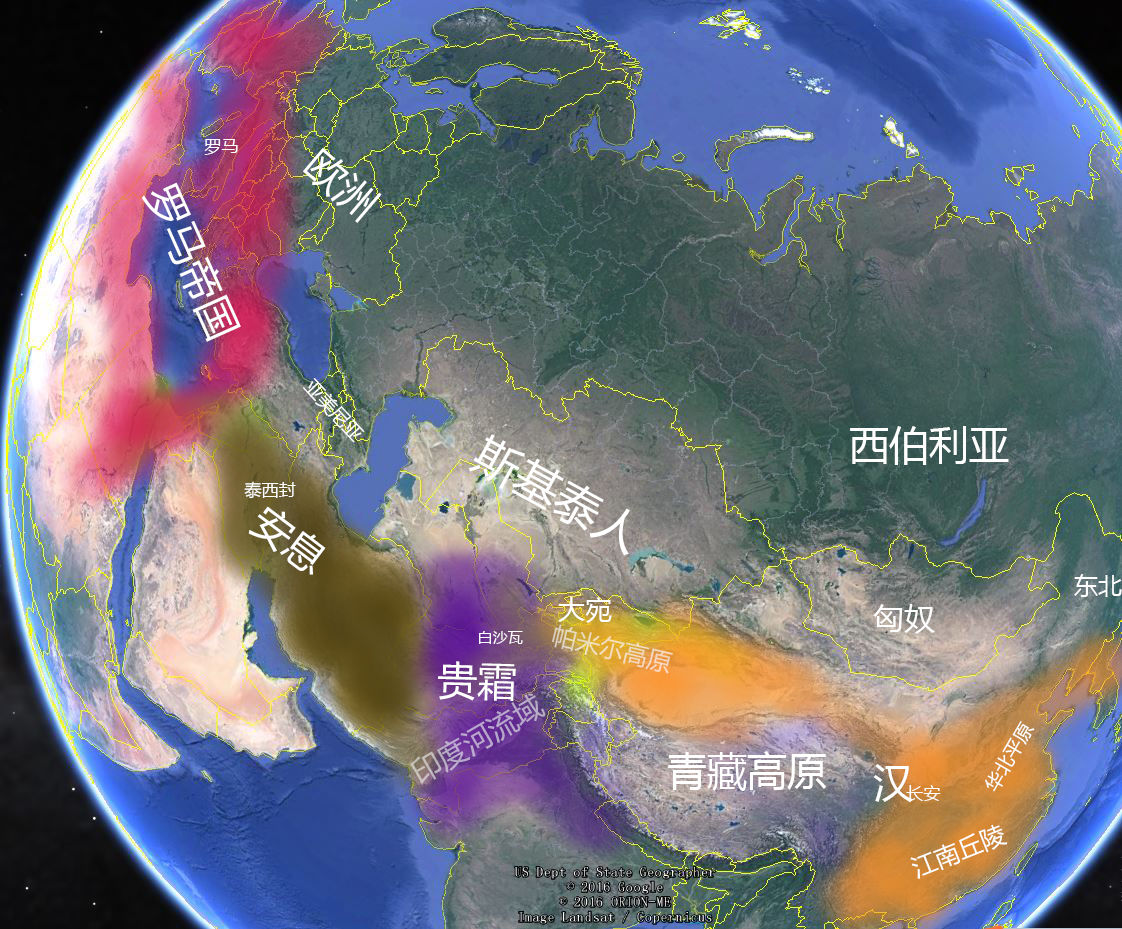 罗马
欧洲
罗马帝国
亚美尼亚
斯基泰人
西伯利亚
泰西封
安息
大宛
匈奴
东北
白沙瓦
帕米尔高原
贵霜
印度河流域
青藏高原
汉
长安
华北平原
江南丘陵
US Dept of State Geographer
© 2016 Google
© 2016 ORION-ME
Image Landsat / Copernicus